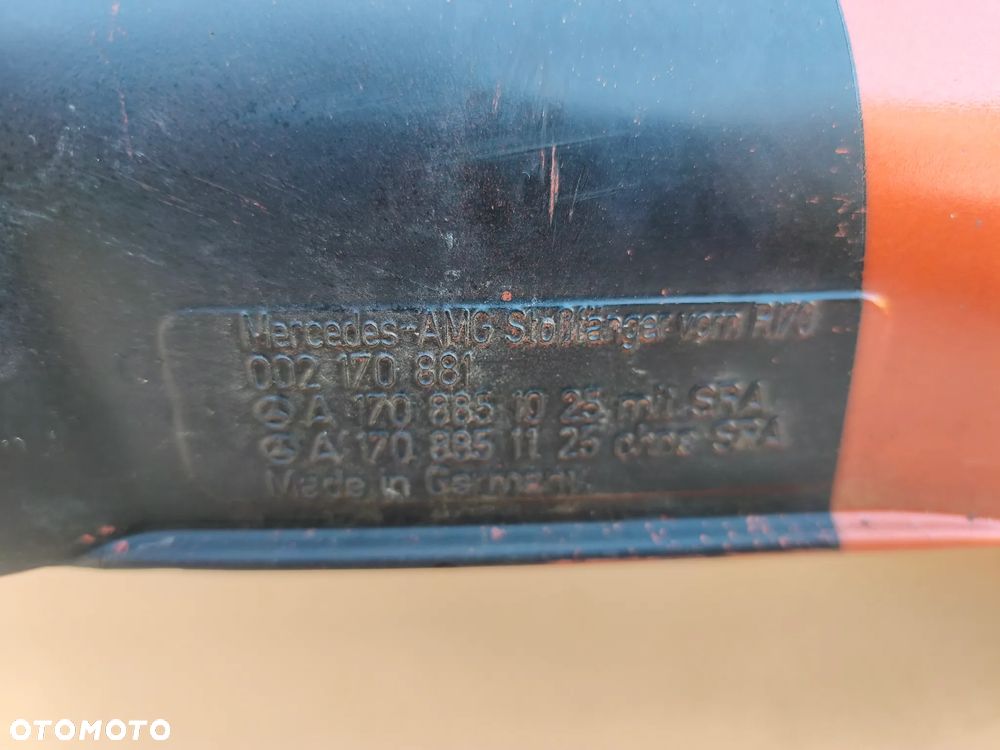 Mercedes-AMG Stoßfänger vorn R170
002 170 881
A 170 885 10 25 mit SRA
A 170 885 11 25 ohne SRA
Made in Germany
OTOMOTO